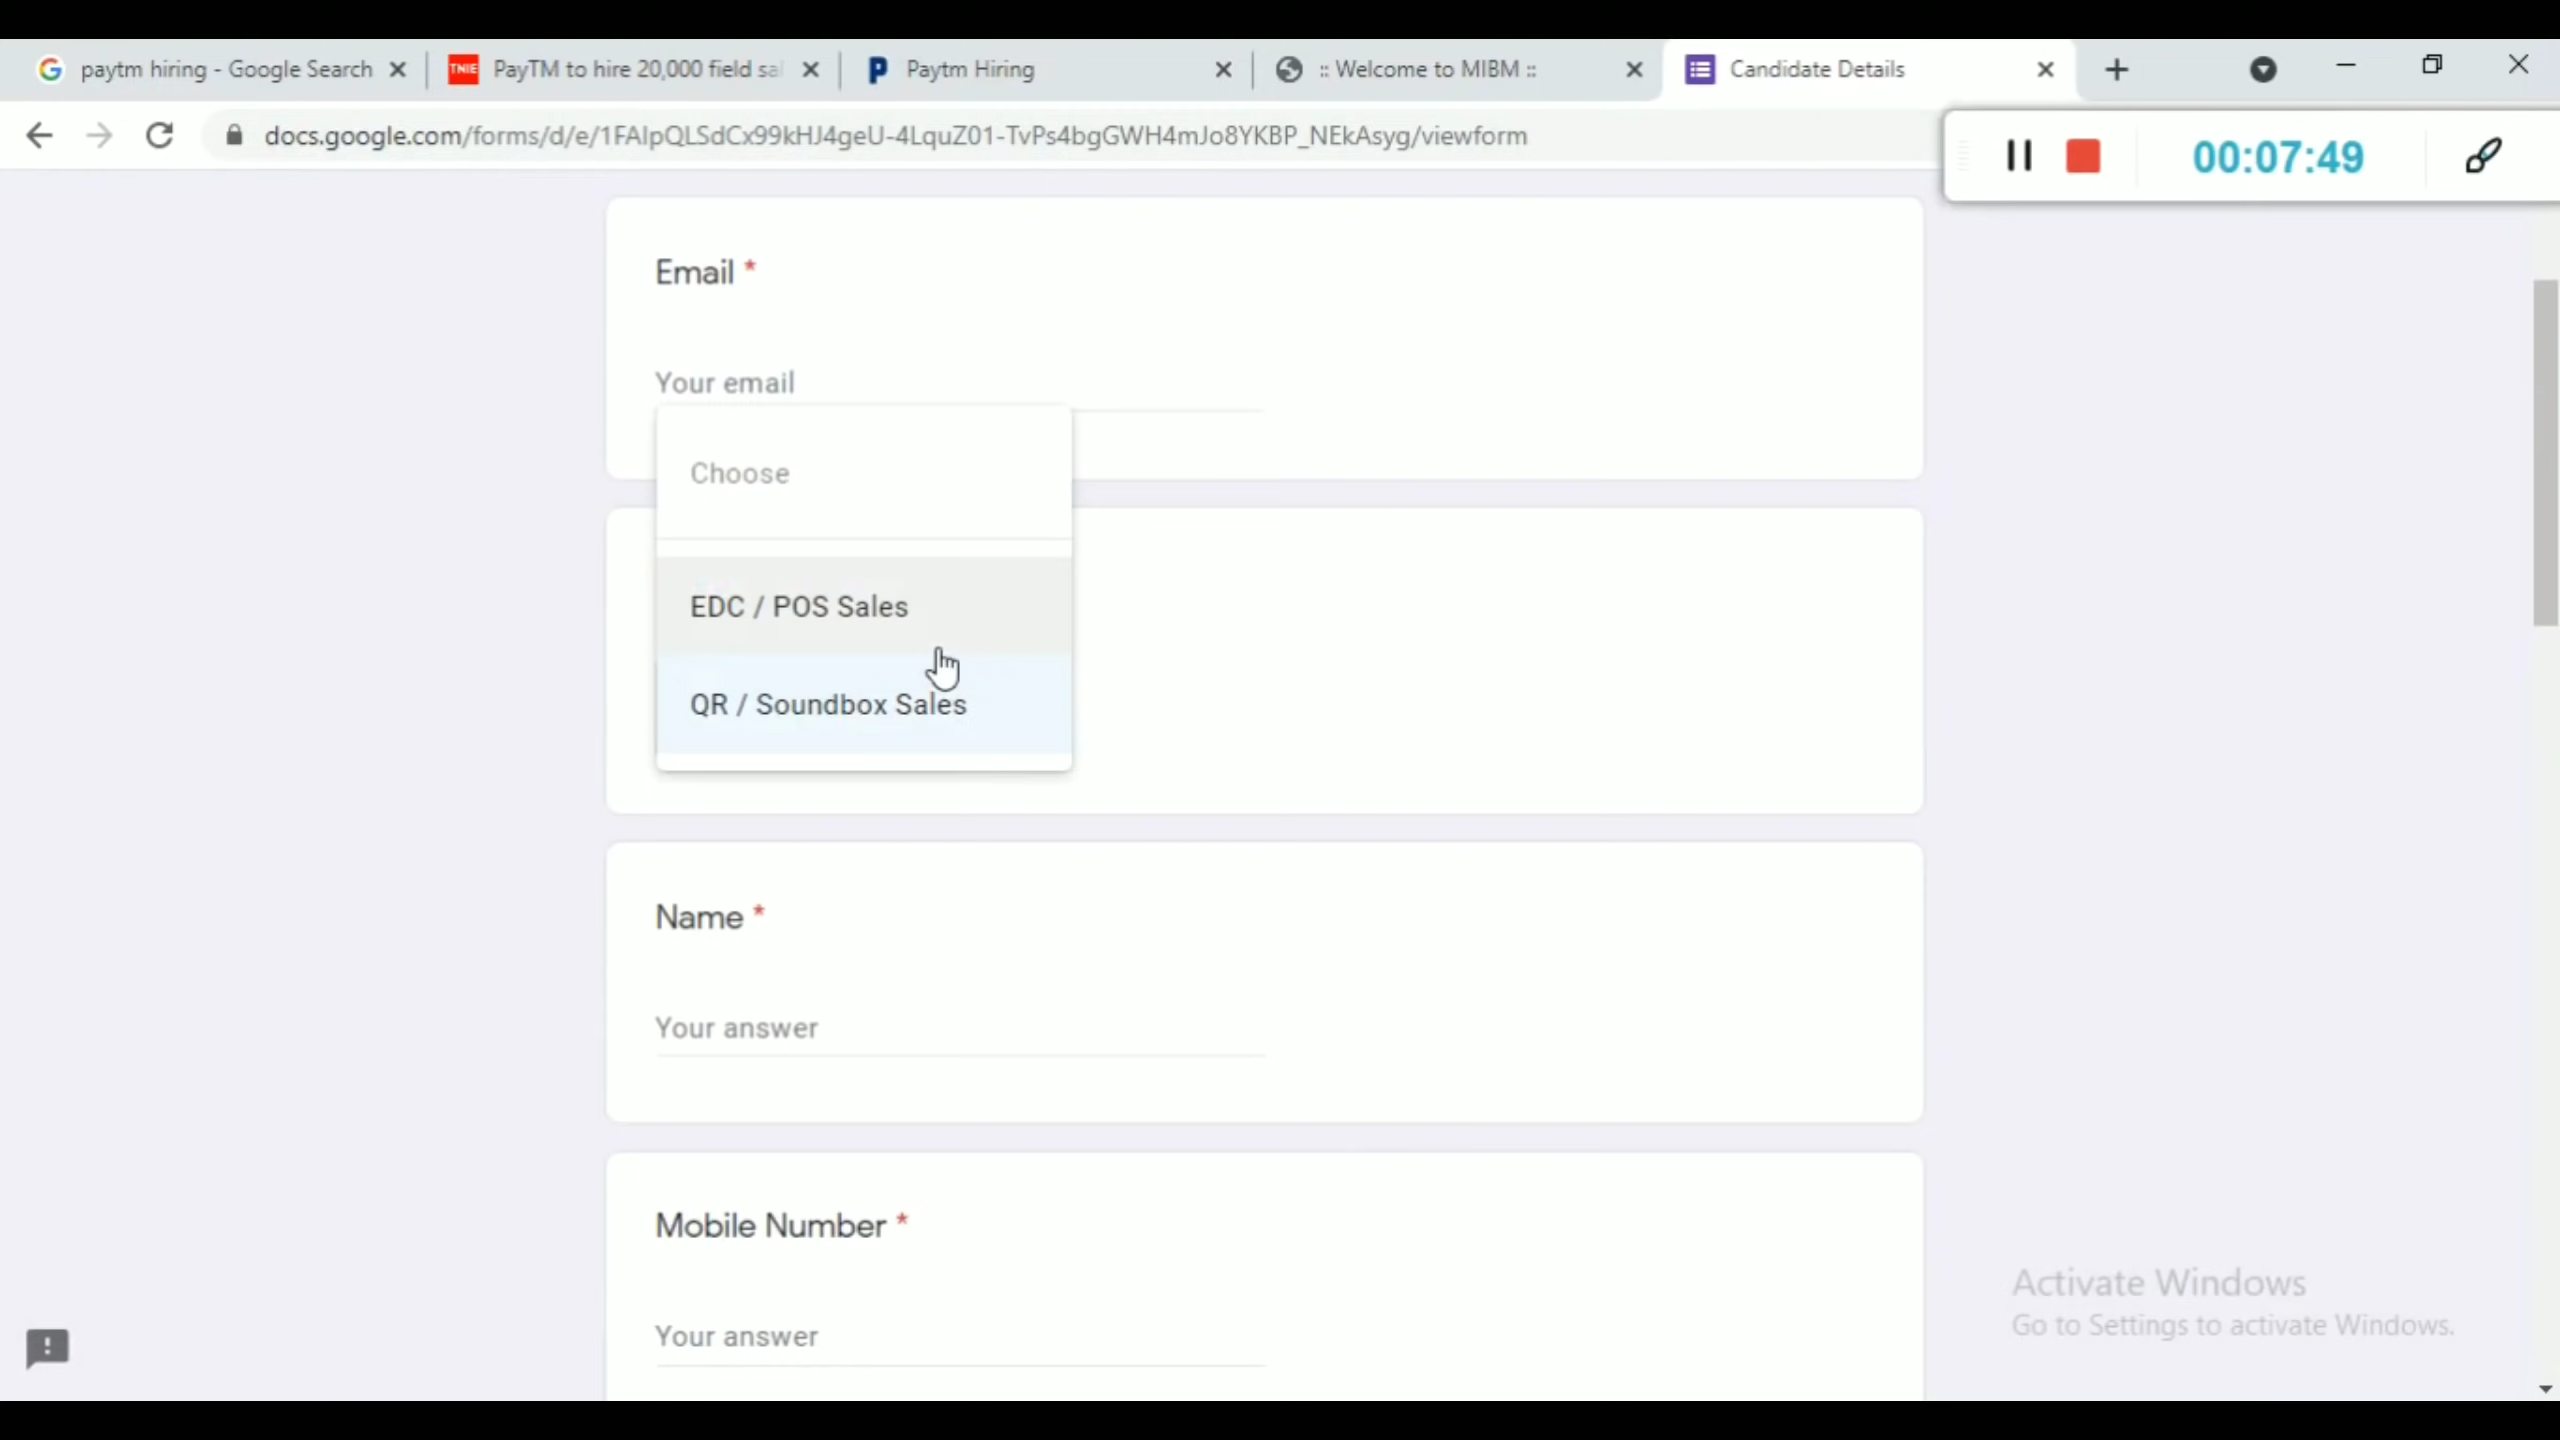 paytm hiring - Google Search
TNIE PayTM to hire 20,000 field sal
Paytm Hiring
:: Welcome to MIBM ::
Candidate Details
docs.google.com/forms/d/e/1FAIpQLSdCx99kHJ4geU-4LquZ01-TvPs4bgGWH4mJo8YKBP_NEkAsyg/viewform
00:07:49
Email *
Your email
Choose
EDC / POS Sales
QR / Soundbox Sales
Name *
Your answer
Mobile Number *
Your answer
Activate Windows
Go to Settings to activate Windows.